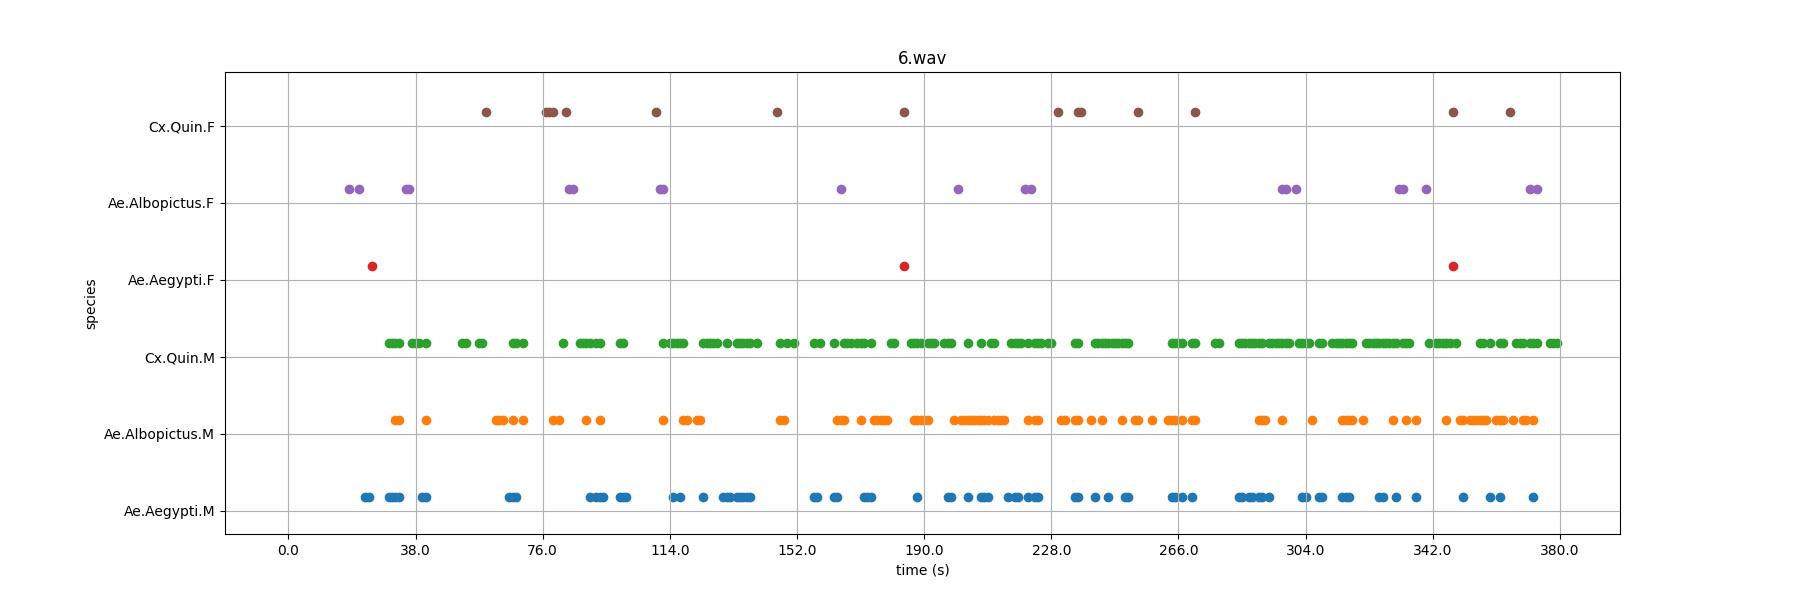 6.wav
Cx.Quin.F
Ae.Albopictus.F
Ae.Aegypti.F
species
Cx.Quin.M
Ae.Albopictus.M
Ae.Aegypti.M
0.0 38.0 76.0 114.0 152.0 190.0 228.0 266.0 304.0 342.0 380.0
time (s)